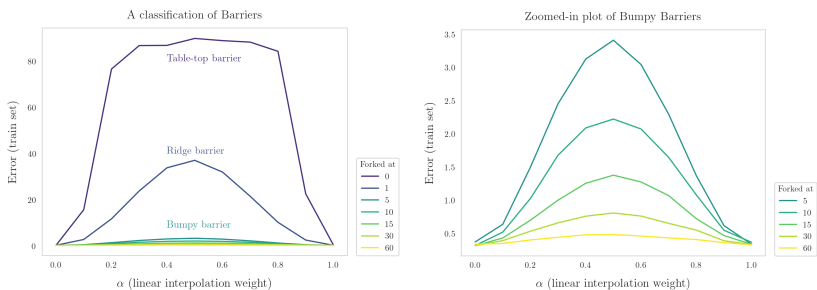 A classification of Barriers
Error (train set)
80
60
40
20
0
Table-top barrier
Ridge barrier
Bumpy barrier
0.0 0.2 0.4 0.6 0.8 1.0
α (linear interpolation weight)
Forked at
0
1
5
10
15
30
60
Zoomed-in plot of Bumpy Barriers
Error (train set)
3.5
3.0
2.5
2.0
1.5
1.0
0.5
0.0 0.2 0.4 0.6 0.8 1.0
α (linear interpolation weight)
Forked at
5
10
15
30
60